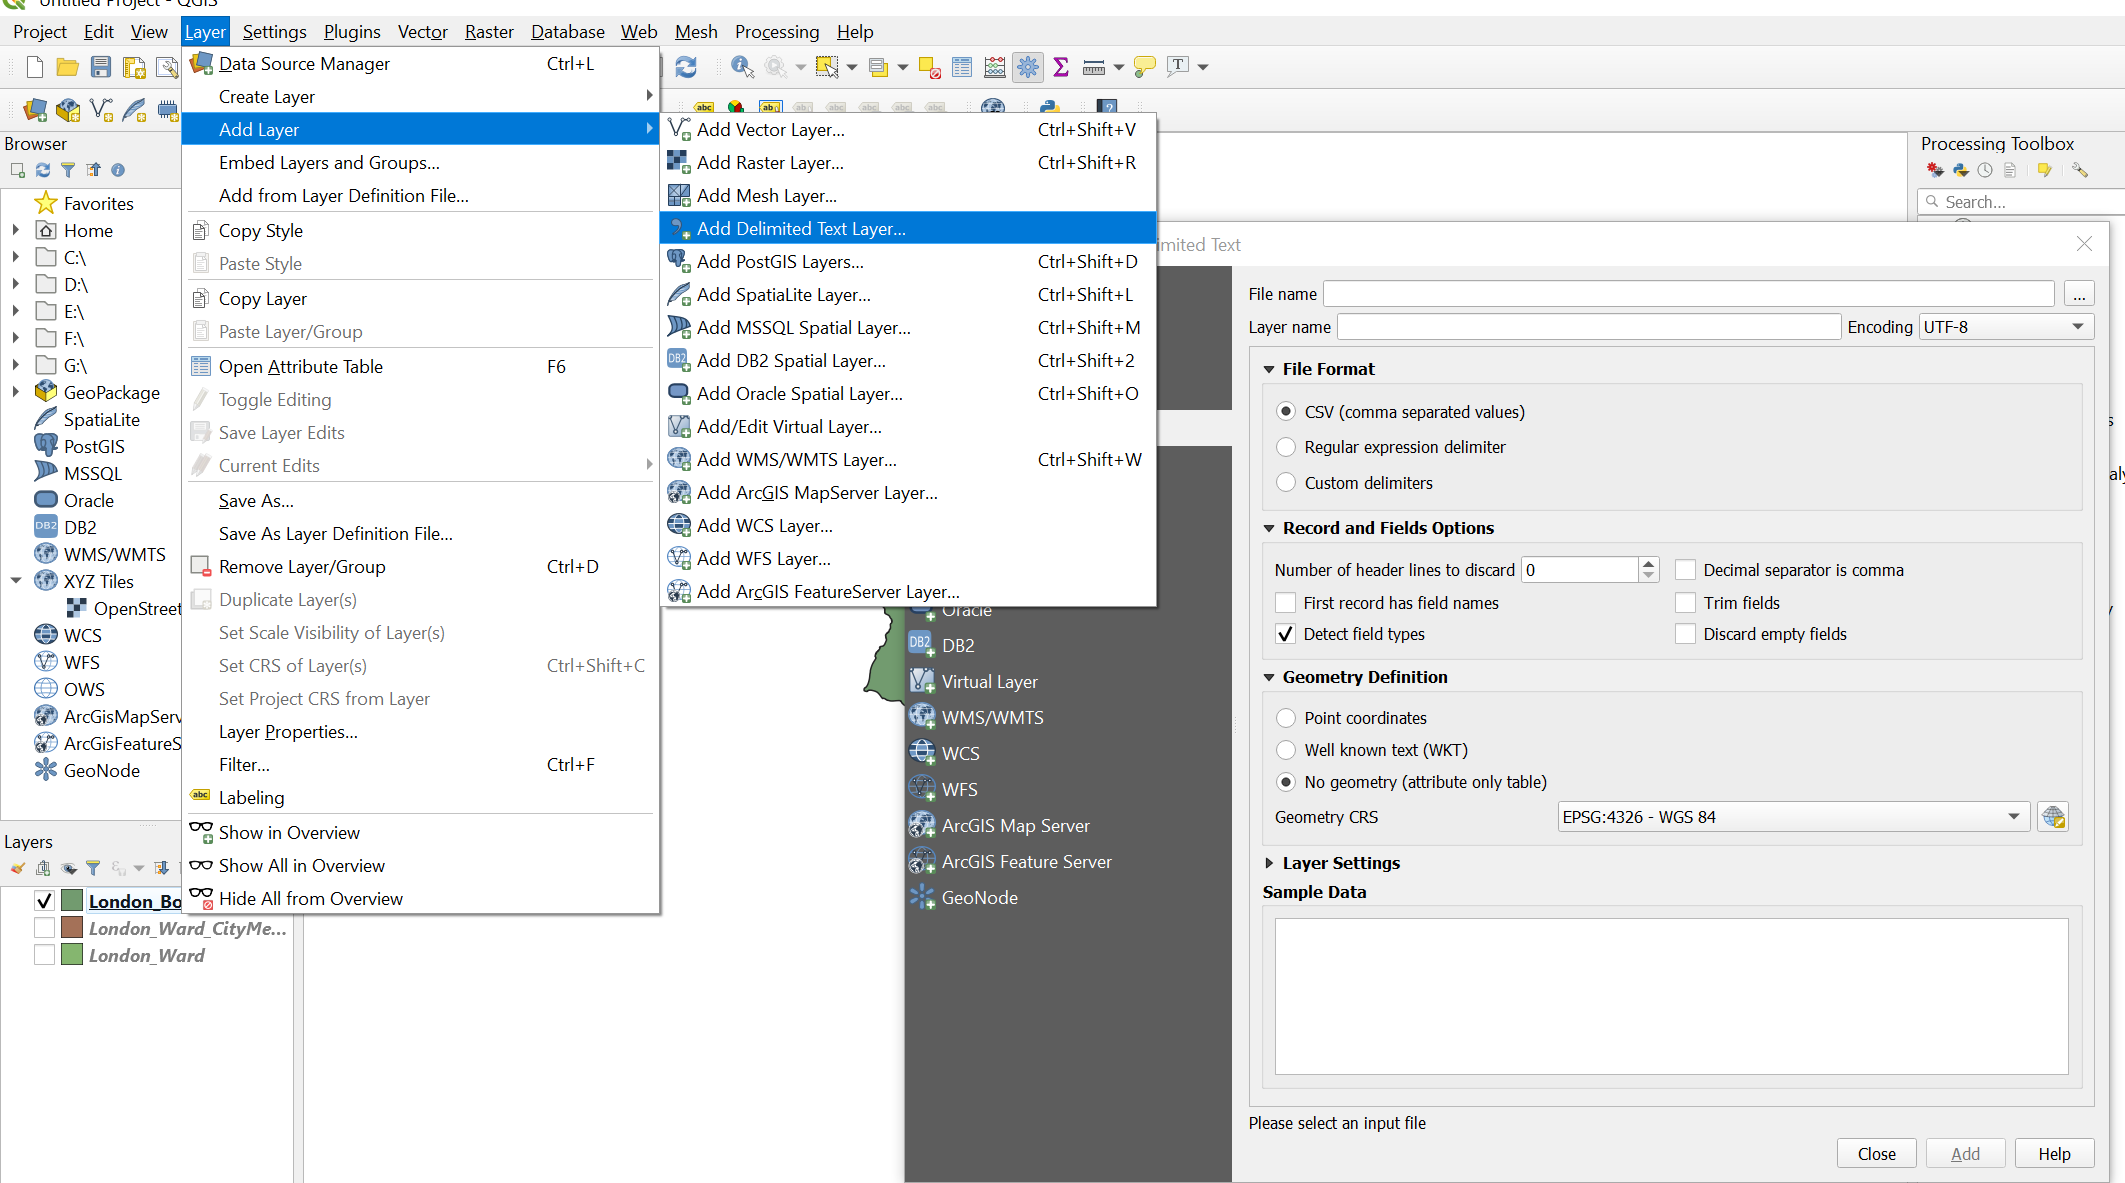 Untitled Project - QGIS
Project Edit View Layer Settings Plugins Vector Raster Database Web Mesh Processing Help
Data Source Manager Ctrl+L
Create Layer
Add Layer
Embed Layers and Groups...
Add from Layer Definition File...
Copy Style
Paste Style
Copy Layer
Paste Layer/Group
Open Attribute Table F6
Toggle Editing
Save Layer Edits
Current Edits
Save As...
Save As Layer Definition File...
Remove Layer/Group Ctrl+D
Duplicate Layer(s)
Set Scale Visibility of Layer(s)
Set CRS of Layer(s) Ctrl+Shift+C
Set Project CRS from Layer
Layer Properties...
Filter... Ctrl+F
Labeling
Show in Overview
Show All in Overview
Hide All from Overview
Add Vector Layer... Ctrl+Shift+V
Add Raster Layer... Ctrl+Shift+R
Add Mesh Layer...
Add Delimited Text Layer...
Add PostGIS Layers... Ctrl+Shift+D
Add SpatiaLite Layer... Ctrl+Shift+L
Add MSSQL Spatial Layer... Ctrl+Shift+M
Add DB2 Spatial Layer... Ctrl+Shift+2
Add Oracle Spatial Layer... Ctrl+Shift+O
Add/Edit Virtual Layer...
Add WMS/WMTS Layer... Ctrl+Shift+W
Add ArcGIS MapServer Layer...
Add WCS Layer...
Add WFS Layer...
Add ArcGIS FeatureServer Layer...
Browser
Favorites
Home
C:\
D:\
E:\
F:\
G:\
GeoPackage
SpatiaLite
PostGIS
MSSQL
Oracle
DB2
WMS/WMTS
XYZ Tiles
OpenStreet
WCS
WFS
OWS
ArcGisMapServ
ArcGisFeatureS
GeoNode
Layers
London_Bo
London_Ward_CityMe...
London_Ward
Oracle
DB2
Virtual Layer
WMS/WMTS
WCS
WFS
ArcGIS Map Server
ArcGIS Feature Server
GeoNode
Processing Toolbox
Search...
imited Text
File name ...
Layer name Encoding UTF-8
File Format
CSV (comma separated values)
Regular expression delimiter
Custom delimiters
Record and Fields Options
Number of header lines to discard 0 Decimal separator is comma
First record has field names Trim fields
Detect field types Discard empty fields
Geometry Definition
Point coordinates
Well known text (WKT)
No geometry (attribute only table)
Geometry CRS EPSG:4326 - WGS 84
Layer Settings
Sample Data
Please select an input file
Close Add Help